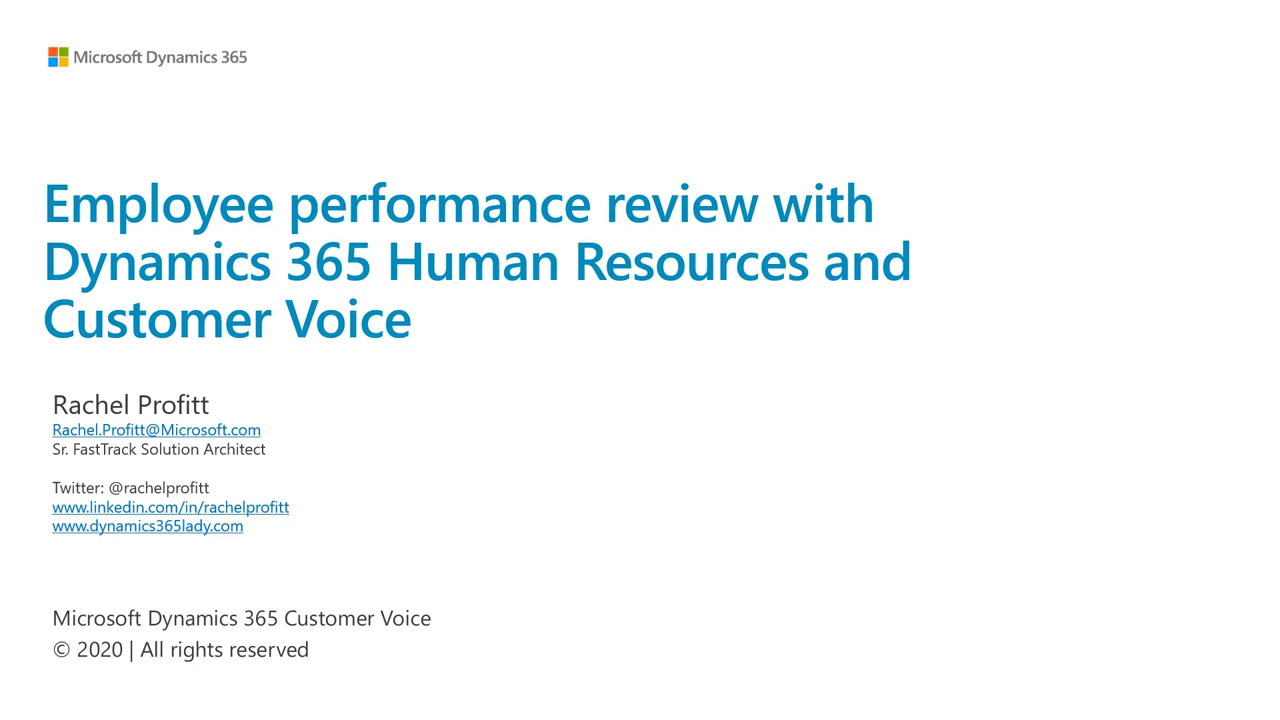 Microsoft Dynamics 365
Employee performance review with
Dynamics 365 Human Resources and
Customer Voice
Rachel Profitt
Rachel.Profitt@Microsoft.com
Sr. FastTrack Solution Architect
Twitter: @rachelprofitt
www.linkedin.com/in/rachelprofitt
www.dynamics365lady.com
Microsoft Dynamics 365 Customer Voice
© 2020 | All rights reserved